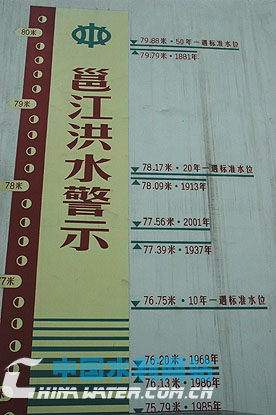 80米
79.88米·50年一遇标准水位
79.79米·1881年
79米
78.17米·20年一遇标准水位
78米
78.09米·1913年
77.56米·2001年
77.39米·1937年
77米
76.75米·10年一遇标准水位
76.20米·1968年
76.13米·1986年
75.79米·1985年
邕江洪水警示
中国水利网站
CHINAWATER.COM.CN